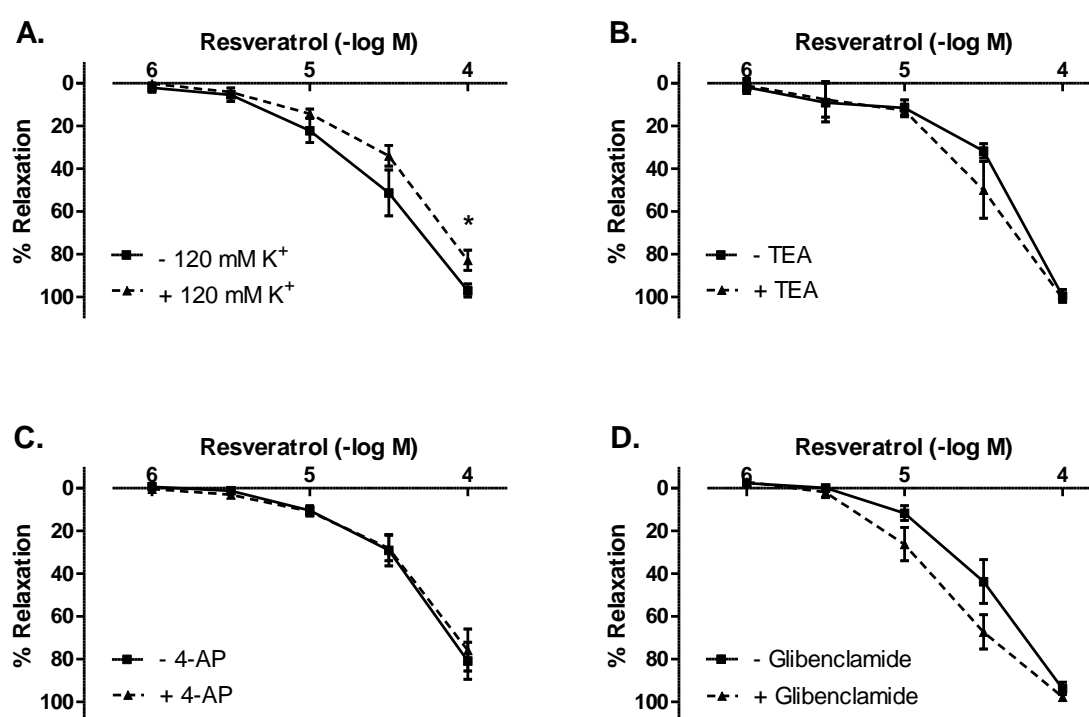 A.
Resveratrol (-log M)
6 5 4
% Relaxation
0
20
40
60
80
100
*
- 120 mM K⁺
+ 120 mM K⁺
B.
Resveratrol (-log M)
6 5 4
% Relaxation
0
20
40
60
80
100
- TEA
+ TEA
C.
Resveratrol (-log M)
6 5 4
% Relaxation
0
20
40
60
80
100
- 4-AP
+ 4-AP
D.
Resveratrol (-log M)
6 5 4
% Relaxation
0
20
40
60
80
100
- Glibenclamide
+ Glibenclamide